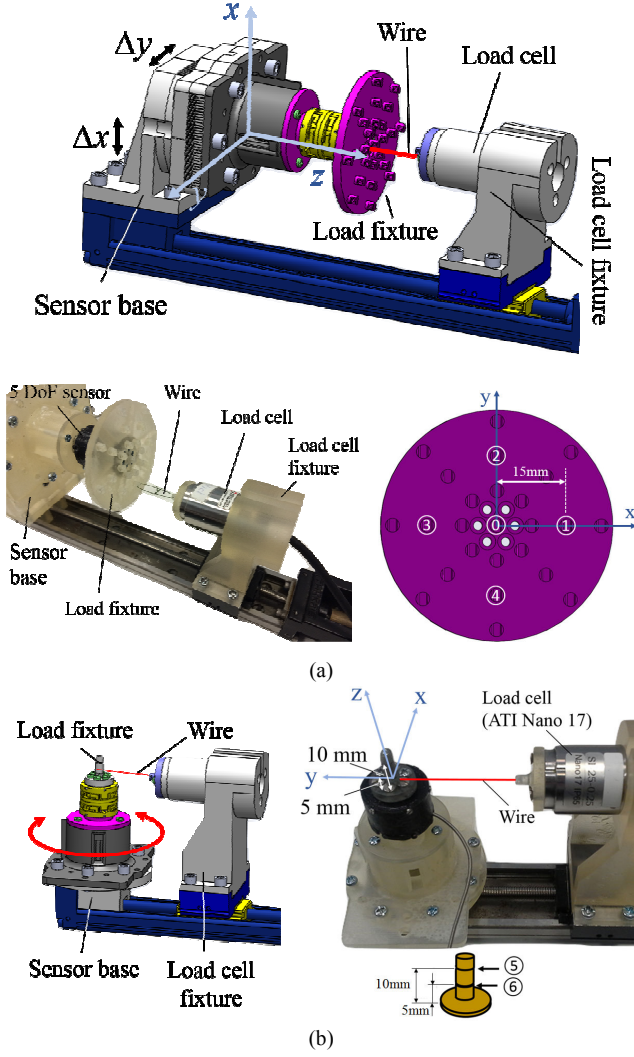 x
Δy
Wire
Load cell
Δx
z
Load fixture
Load cell fixture
Sensor base
5 DoF sensor
Wire
Load cell
Load cell
fixture
Sensor
base
Load fixture
y
②
15mm
x
③
⓪
①
④
(a)
Load fixture
Wire
Sensor base
Load cell
fixture
z
x
Load cell
(ATI Nano 17)
10 mm
y
5 mm
Wire
⑤
10mm
⑥
5mm
(b)